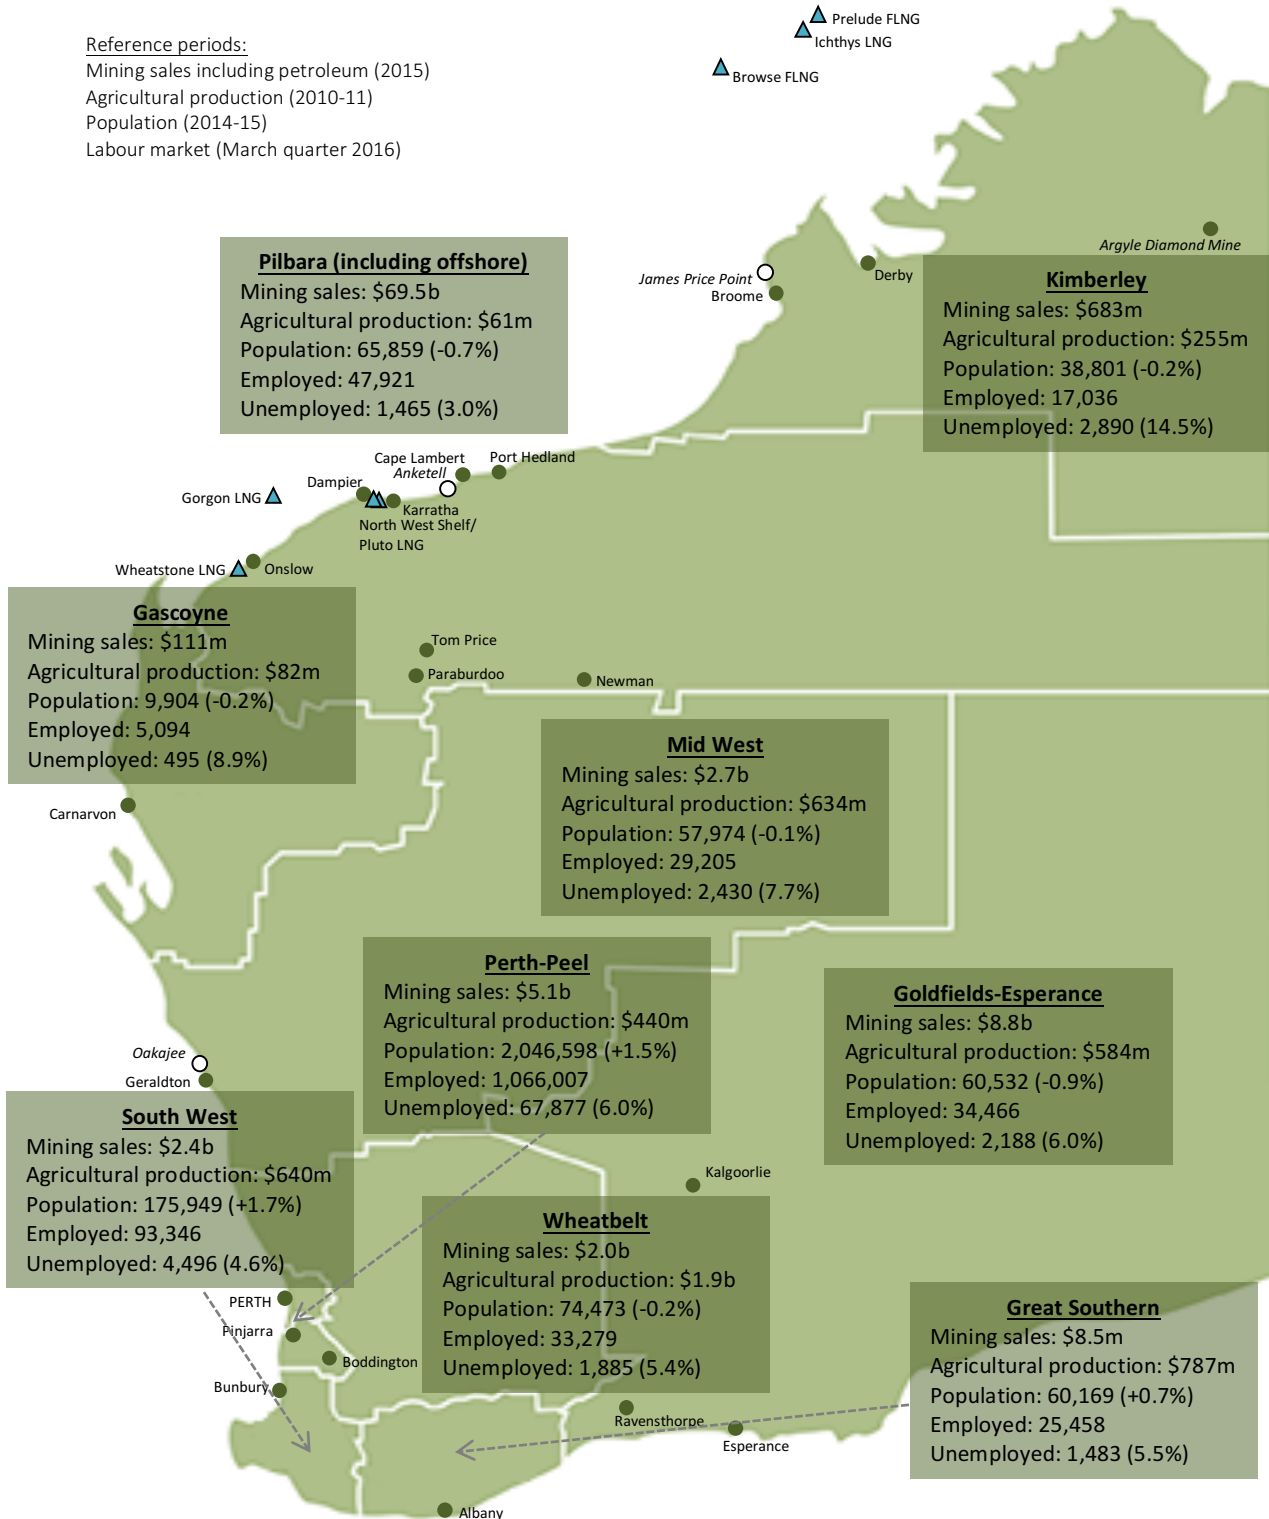 Prelude FLNG
Ichthys LNG
Browse FLNG
Reference periods:
Mining sales including petroleum (2015)
Agricultural production (2010-11)
Population (2014-15)
Labour market (March quarter 2016)
Argyle Diamond Mine
James Price Point
Broome
Derby
Pilbara (including offshore)
Mining sales: $69.5b
Agricultural production: $61m
Population: 65,859 (-0.7%)
Employed: 47,921
Unemployed: 1,465 (3.0%)
Kimberley
Mining sales: $683m
Agricultural production: $255m
Population: 38,801 (-0.2%)
Employed: 17,036
Unemployed: 2,890 (14.5%)
Cape Lambert
Port Hedland
Anketell
Dampier
Gorgon LNG
Karratha
North West Shelf/
Pluto LNG
Wheatstone LNG
Onslow
Gascoyne
Mining sales: $111m
Agricultural production: $82m
Population: 9,904 (-0.2%)
Employed: 5,094
Unemployed: 495 (8.9%)
Tom Price
Paraburdoo
Newman
Mid West
Mining sales: $2.7b
Agricultural production: $634m
Population: 57,974 (-0.1%)
Employed: 29,205
Unemployed: 2,430 (7.7%)
Carnarvon
Perth-Peel
Mining sales: $5.1b
Agricultural production: $440m
Population: 2,046,598 (+1.5%)
Employed: 1,066,007
Unemployed: 67,877 (6.0%)
Goldfields-Esperance
Mining sales: $8.8b
Agricultural production: $584m
Population: 60,532 (-0.9%)
Employed: 34,466
Unemployed: 2,188 (6.0%)
Oakajee
Geraldton
South West
Mining sales: $2.4b
Agricultural production: $640m
Population: 175,949 (+1.7%)
Employed: 93,346
Unemployed: 4,496 (4.6%)
Kalgoorlie
Wheatbelt
Mining sales: $2.0b
Agricultural production: $1.9b
Population: 74,473 (-0.2%)
Employed: 33,279
Unemployed: 1,885 (5.4%)
PERTH
Pinjarra
Boddington
Bunbury
Great Southern
Mining sales: $8.5m
Agricultural production: $787m
Population: 60,169 (+0.7%)
Employed: 25,458
Unemployed: 1,483 (5.5%)
Ravensthorpe
Esperance
Albany